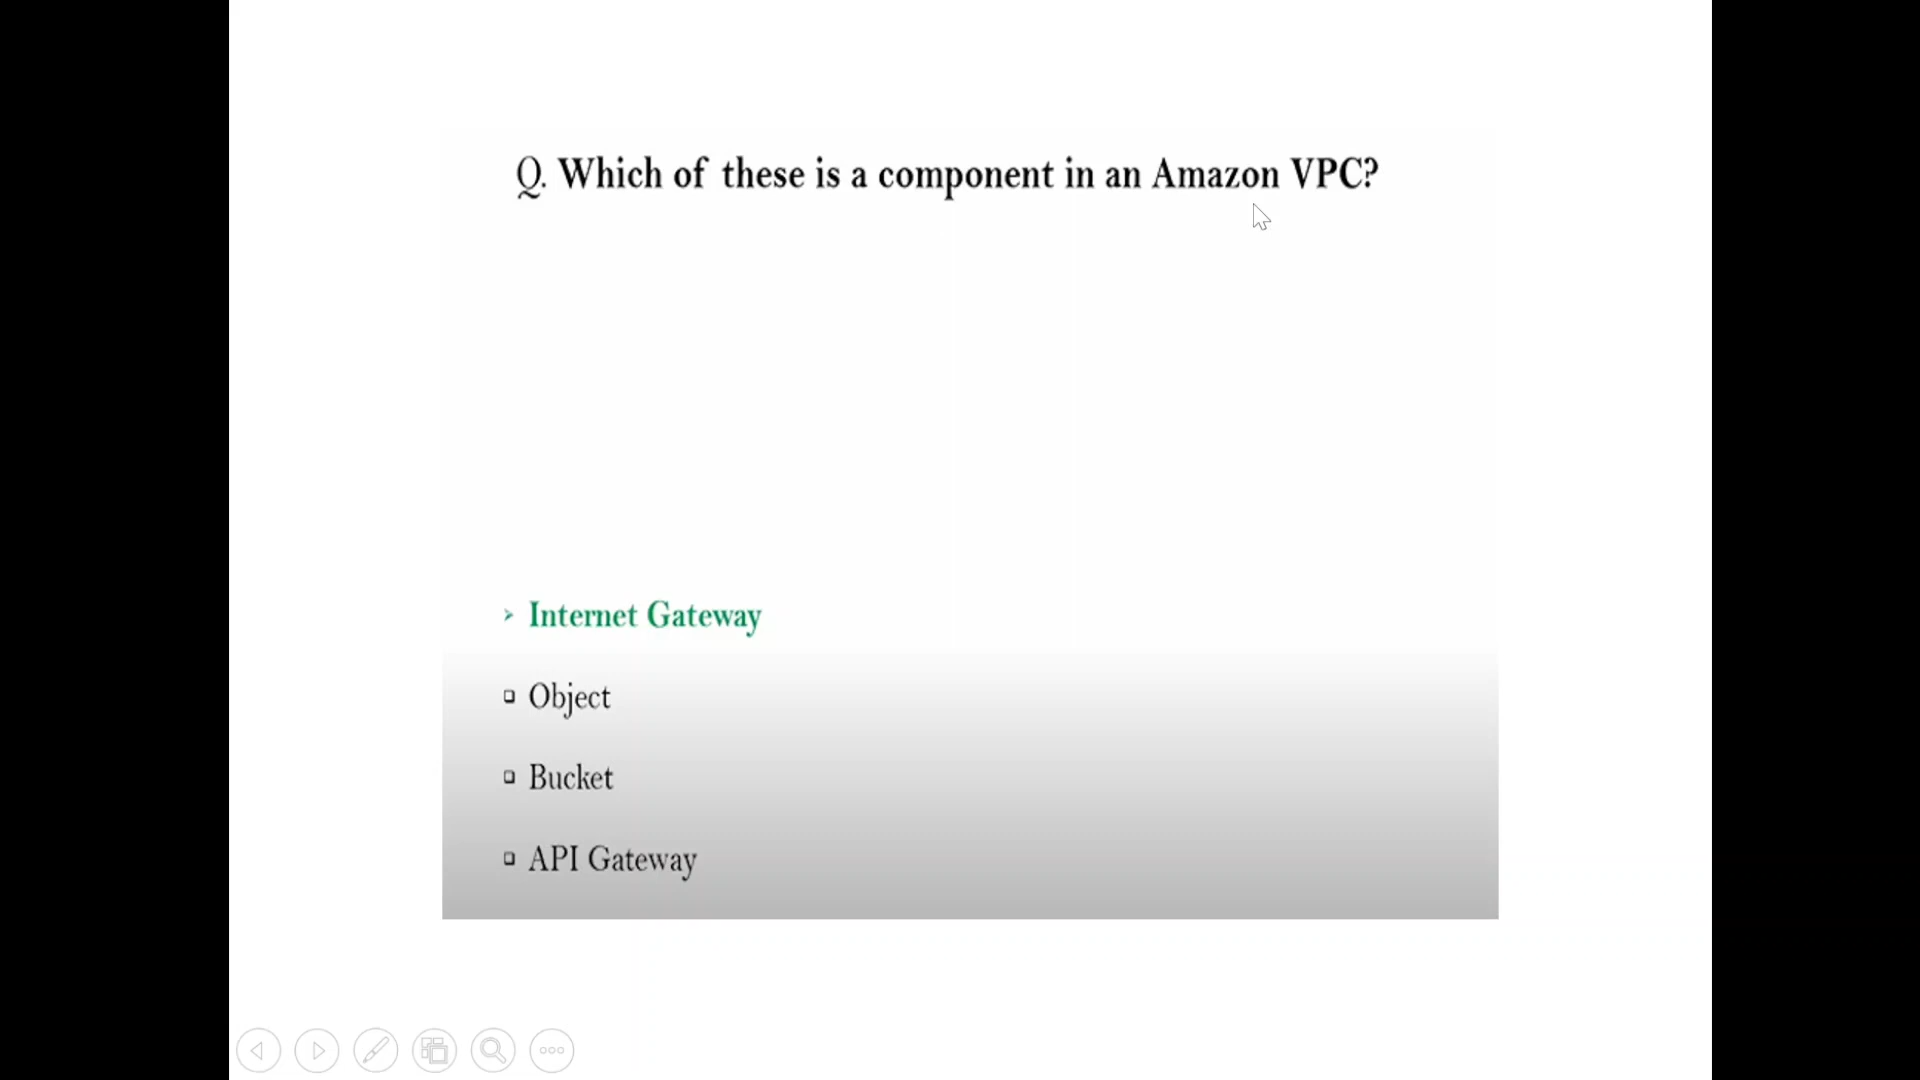 Q. Which of these is a component in an Amazon VPC?
Internet Gateway
Object
Bucket
API Gateway